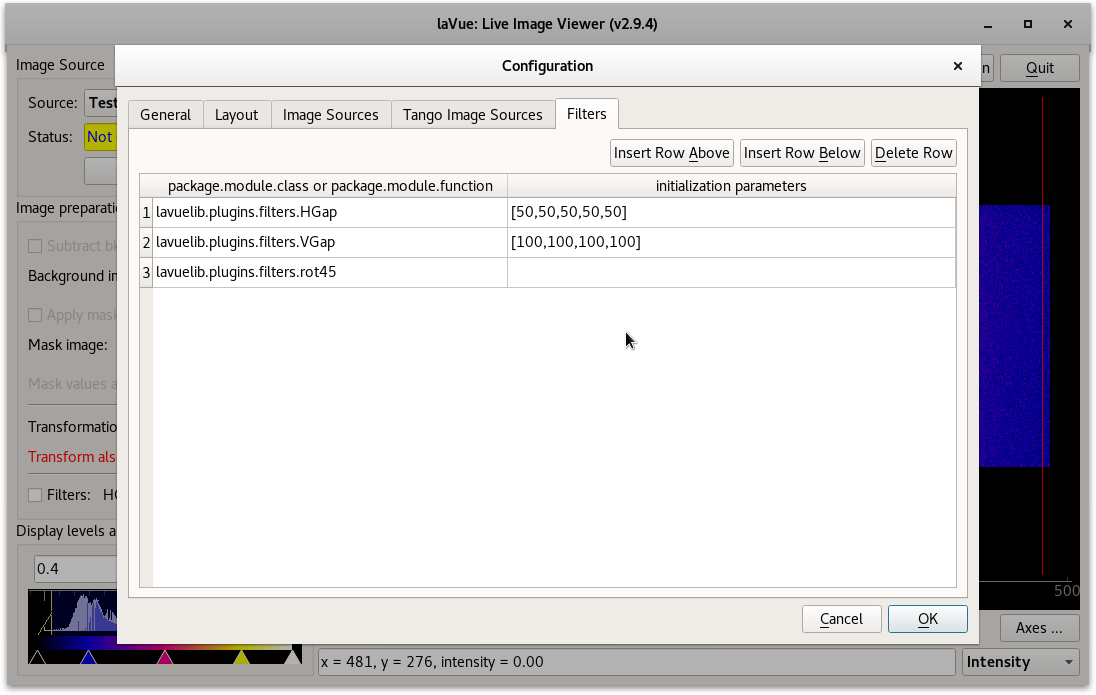 laVue: Live Image Viewer (v2.9.4)
Image Source
Configuration
Quit
Source: Test
General Layout Image Sources Tango Image Sources Filters
Status: Not
Insert Row Above Insert Row Below Delete Row
package.module.class or package.module.function initialization parameters
1 lavuelib.plugins.filters.HGap [50,50,50,50,50]
2 lavuelib.plugins.filters.VGap [100,100,100,100]
3 lavuelib.plugins.filters.rot45
Image preparati
Subtract b
Background in
Apply mas
Mask image:
Mask values a
Transformatio
Transform als
Filters: HG
Display levels a
0.4
500
Cancel OK
Axes ...
x = 481, y = 276, intensity = 0.00
Intensity